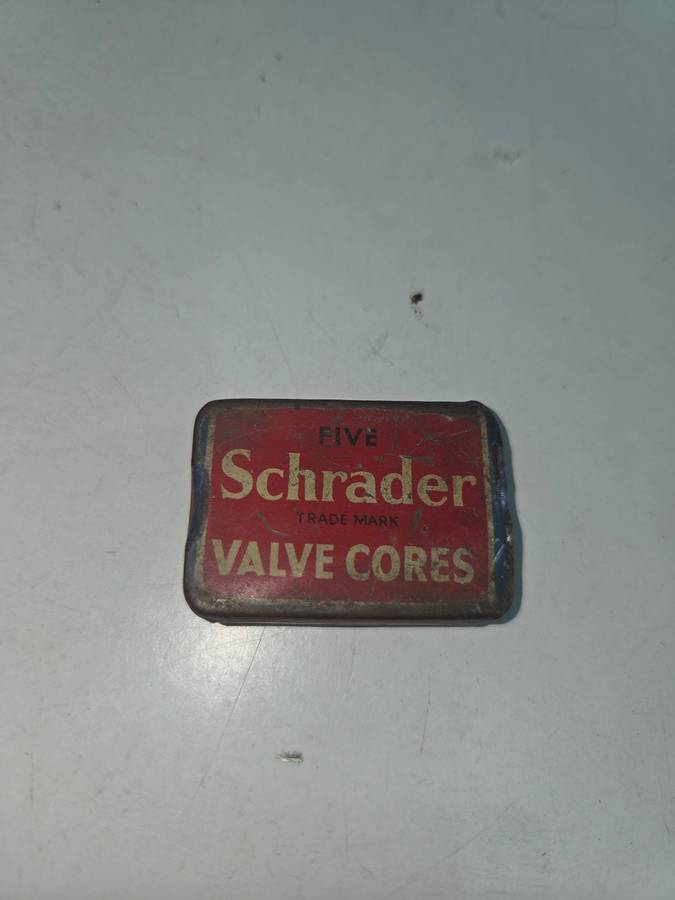 FIVE
Schrader
TRADE MARK
VALVE CORES